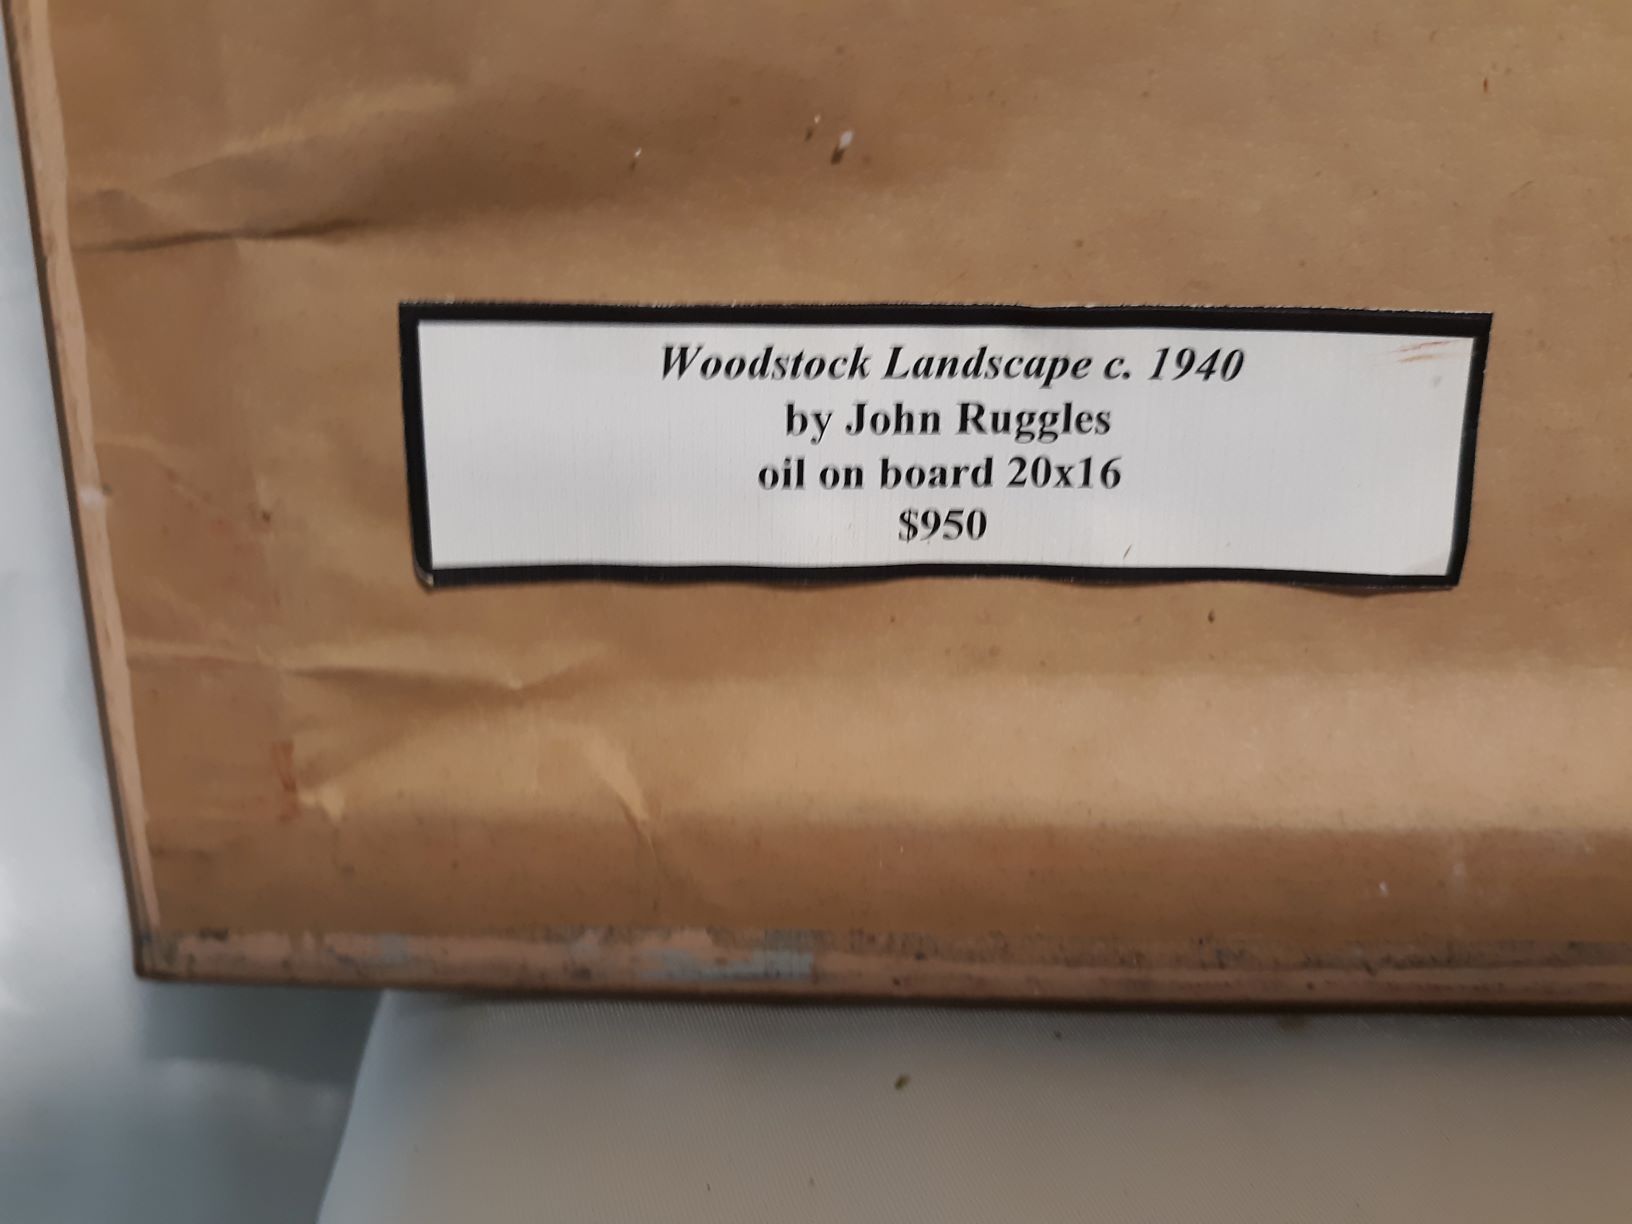 Woodstock Landscape c. 1940
by John Ruggles
oil on board 20x16
$950